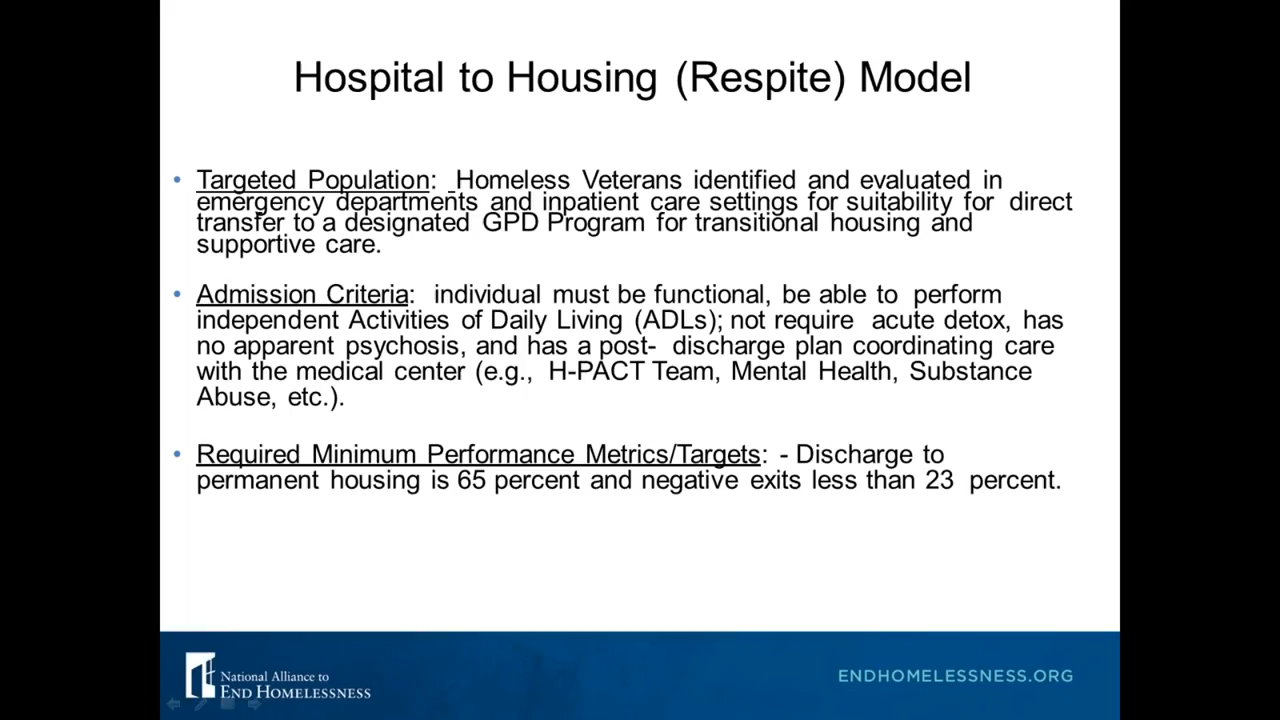 Hospital to Housing (Respite) Model
• Targeted Population: Homeless Veterans identified and evaluated in
emergency departments and inpatient care settings for suitability for direct
transfer to a designated GPD Program for transitional housing and
supportive care.
• Admission Criteria: individual must be functional, be able to perform
independent Activities of Daily Living (ADLs); not require acute detox, has
no apparent psychosis, and has a post- discharge plan coordinating care
with the medical center (e.g., H-PACT Team, Mental Health, Substance
Abuse, etc.).
• Required Minimum Performance Metrics/Targets: - Discharge to
permanent housing is 65 percent and negative exits less than 23 percent.
National Alliance to
END HOMELESSNESS
ENDHOMELESSNESS.ORG